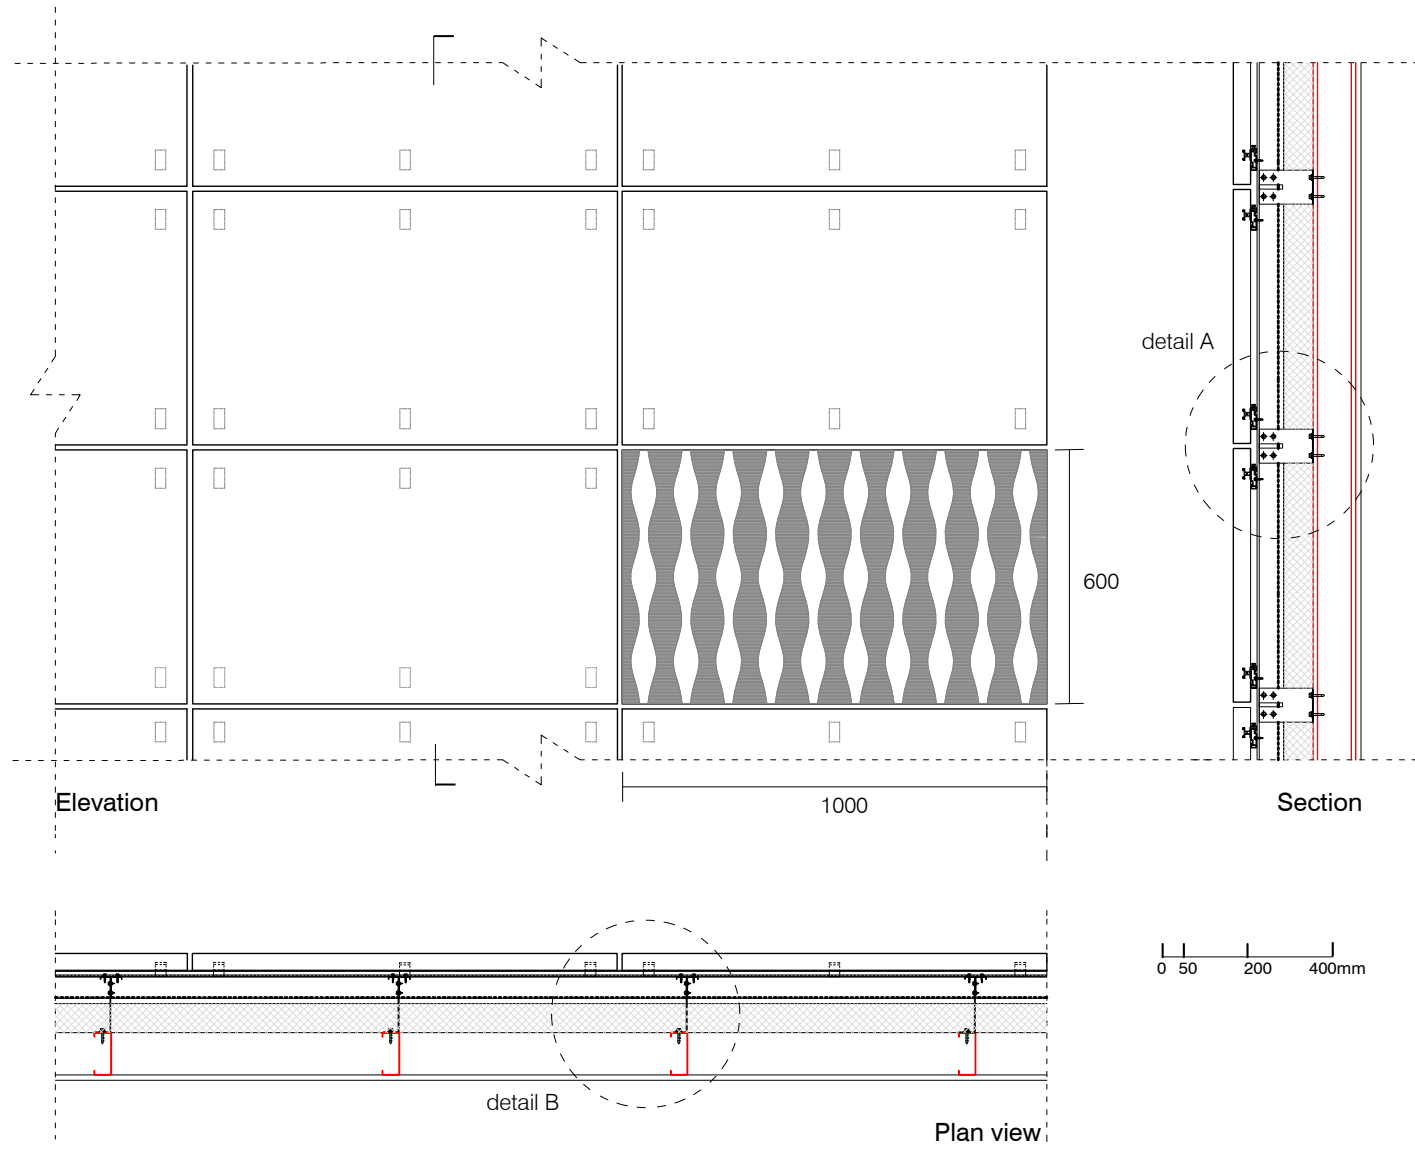 detail A
600
Elevation
1000
Section
0 50 200 400mm
detail B
Plan view